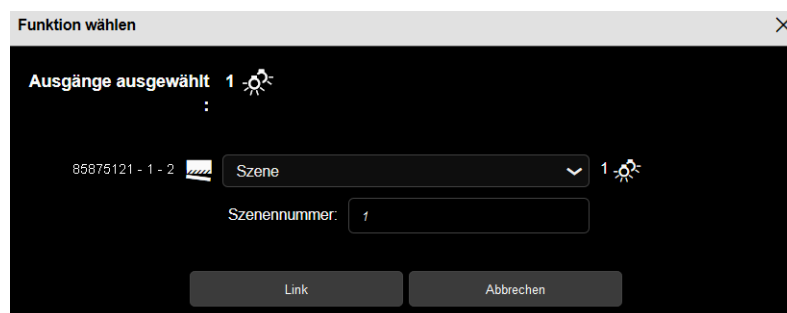 Funktion wählen
Ausgänge ausgewählt 1
:
85875121 - 1 - 2 Szene 1
Szenennummer: 1
Link Abbrechen